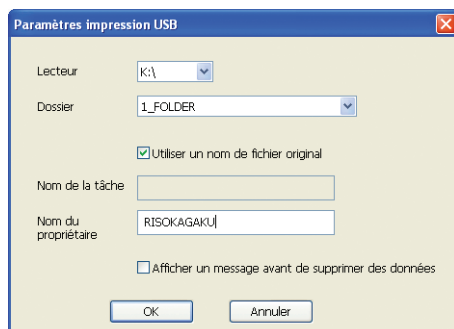 Paramètres impression USB
Lecteur K:\
Dossier 1_FOLDER
Utiliser un nom de fichier original
Nom de la tâche
Nom du propriétaire RISOKAGAKU
Afficher un message avant de supprimer des données
OK Annuler